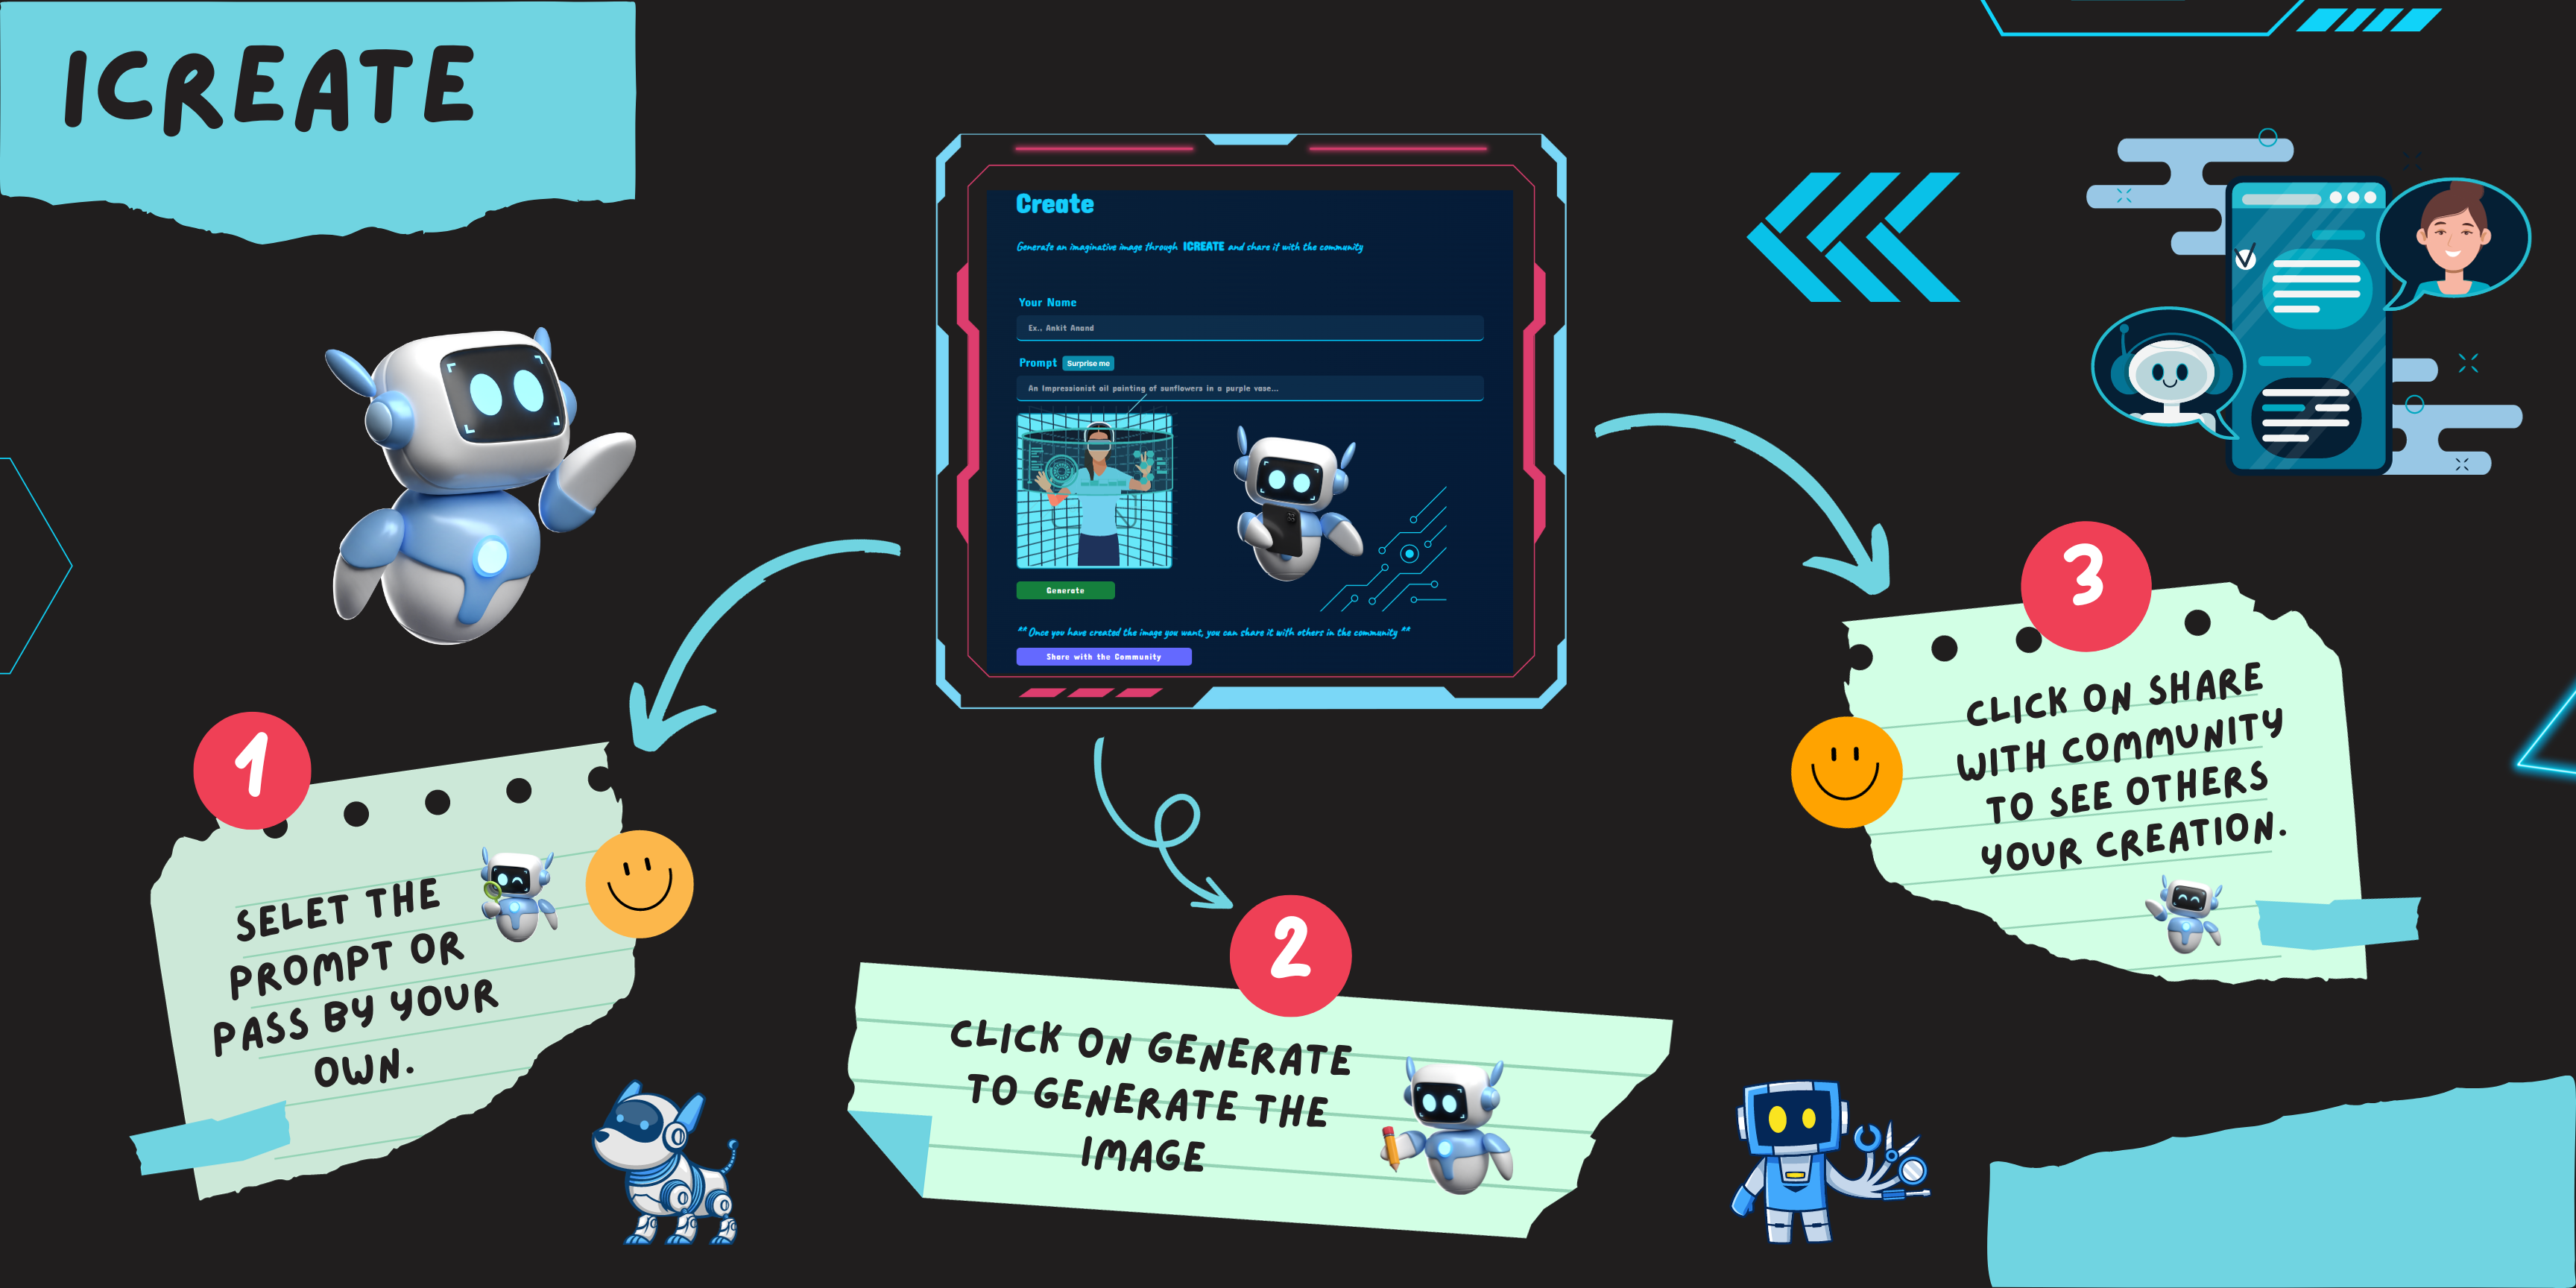 ICREATE
Create
Generate an imaginative image through ICREATE and share it with the community
Your Name
Ex., Ankit Anand
Prompt Surprise me
An Impressionist oil painting of sunflowers in a purple vase...
Generate
** Once you have created the image you want, you can share it with others in the community **
Share with the Community
1
SELET THE
PROMPT OR
PASS BY YOUR
OWN.
2
CLICK ON GENERATE
TO GENERATE THE
IMAGE
3
CLICK ON SHARE
WITH COMMUNITY
TO SEE OTHERS
YOUR CREATION.